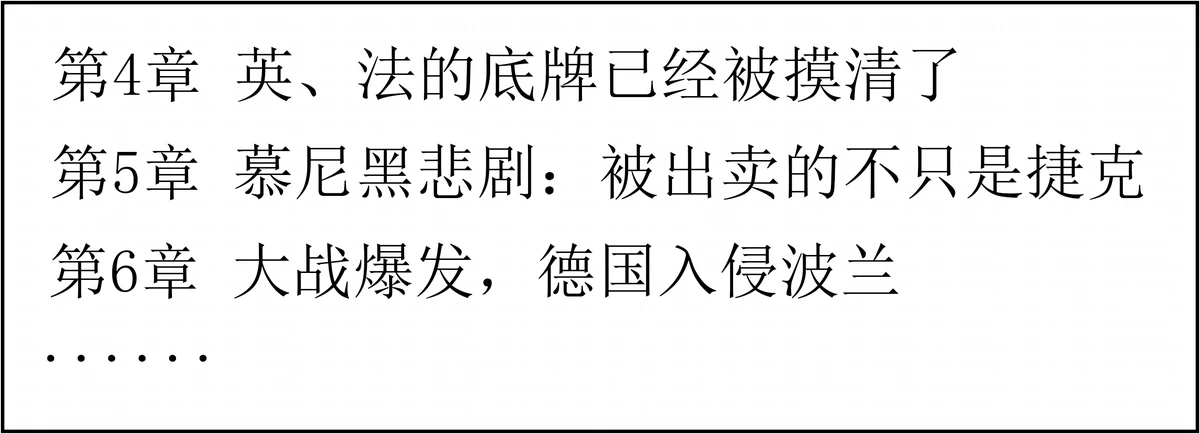 第4章 英、法的底牌已经被摸清了
第5章 慕尼黑悲剧：被出卖的不只是捷克
第6章 大战爆发，德国入侵波兰
······